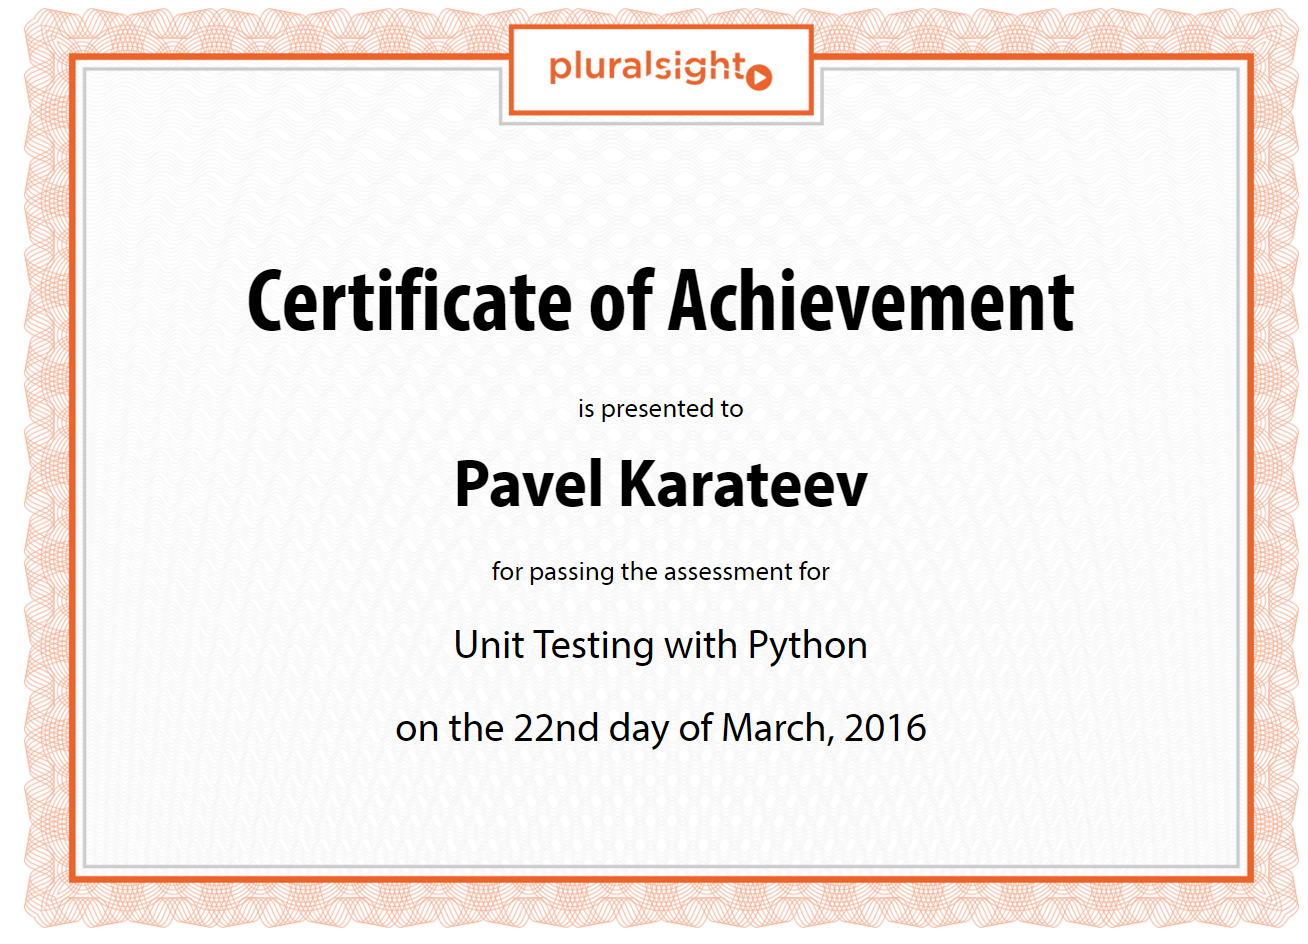 pluralsight
Certificate of Achievement
is presented to
Pavel Karateev
for passing the assessment for
Unit Testing with Python
on the 22nd day of March, 2016